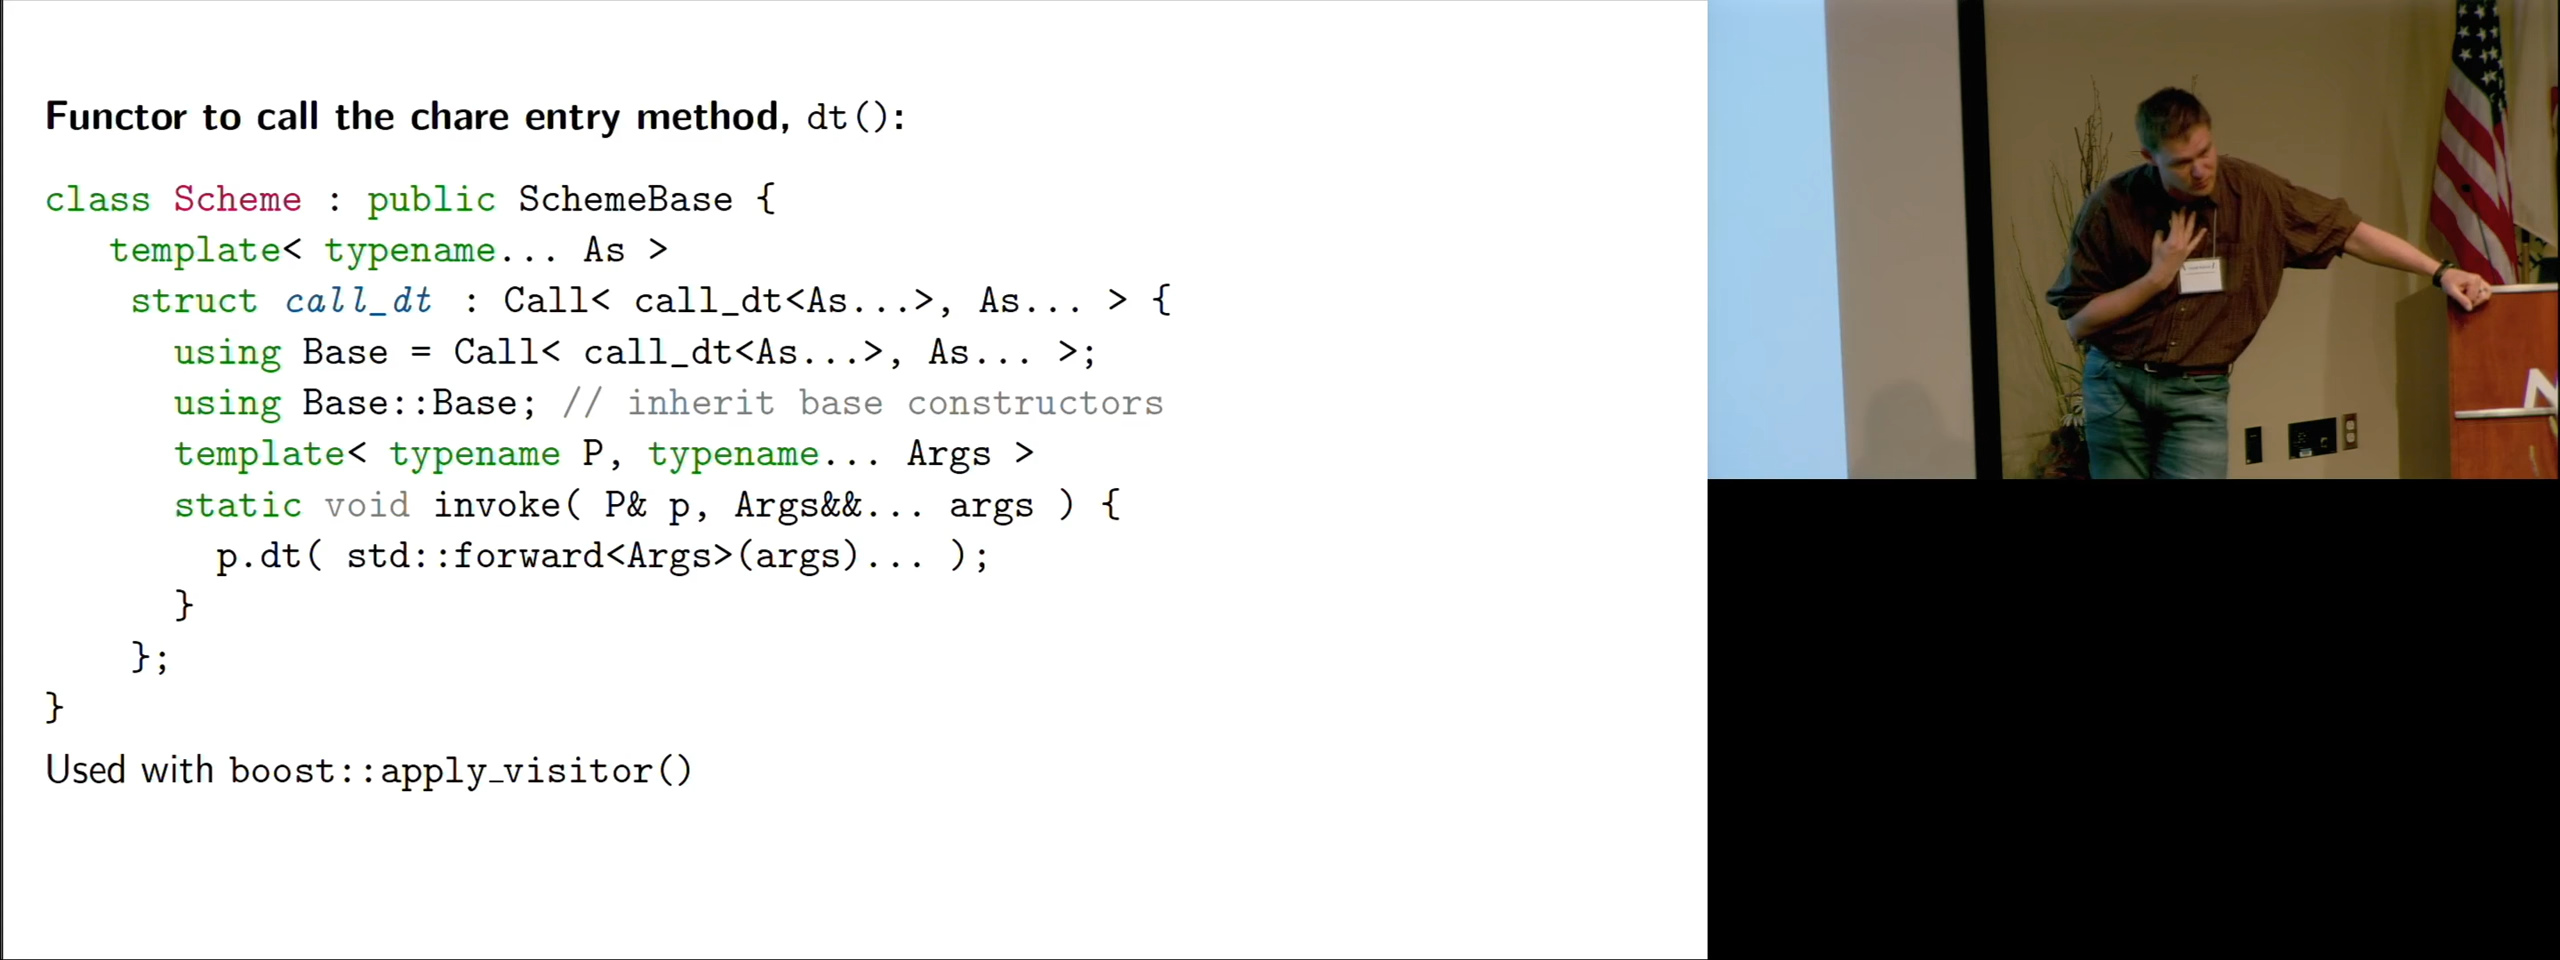 Functor to call the chare entry method, dt():
class Scheme : public SchemeBase {
template< typename... As >
struct call_dt : Call< call_dt<As...>, As... > {
using Base = Call< call_dt<As...>, As... >;
using Base::Base; // inherit base constructors
template< typename P, typename... Args >
static void invoke( P& p, Args&&... args ) {
p.dt( std::forward<Args>(args)... );
}
};
}
Used with boost::apply_visitor()